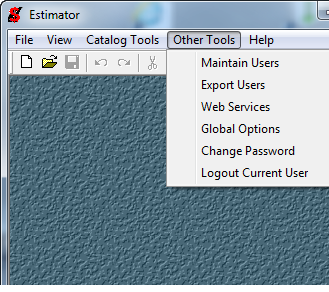 Estimator
File View Catalog Tools Other Tools Help
Maintain Users
Export Users
Web Services
Global Options
Change Password
Logout Current User